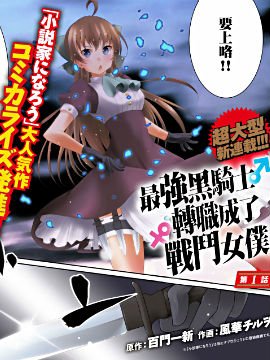 要上咯!!
「小説家になろう」大人気作
コミカライズ発進!
超大型
新連載!!!
最強黑騎士♂
轉職成了
♀戰鬥女僕
第1話
原作:百門一新 作画:風華チルヲ